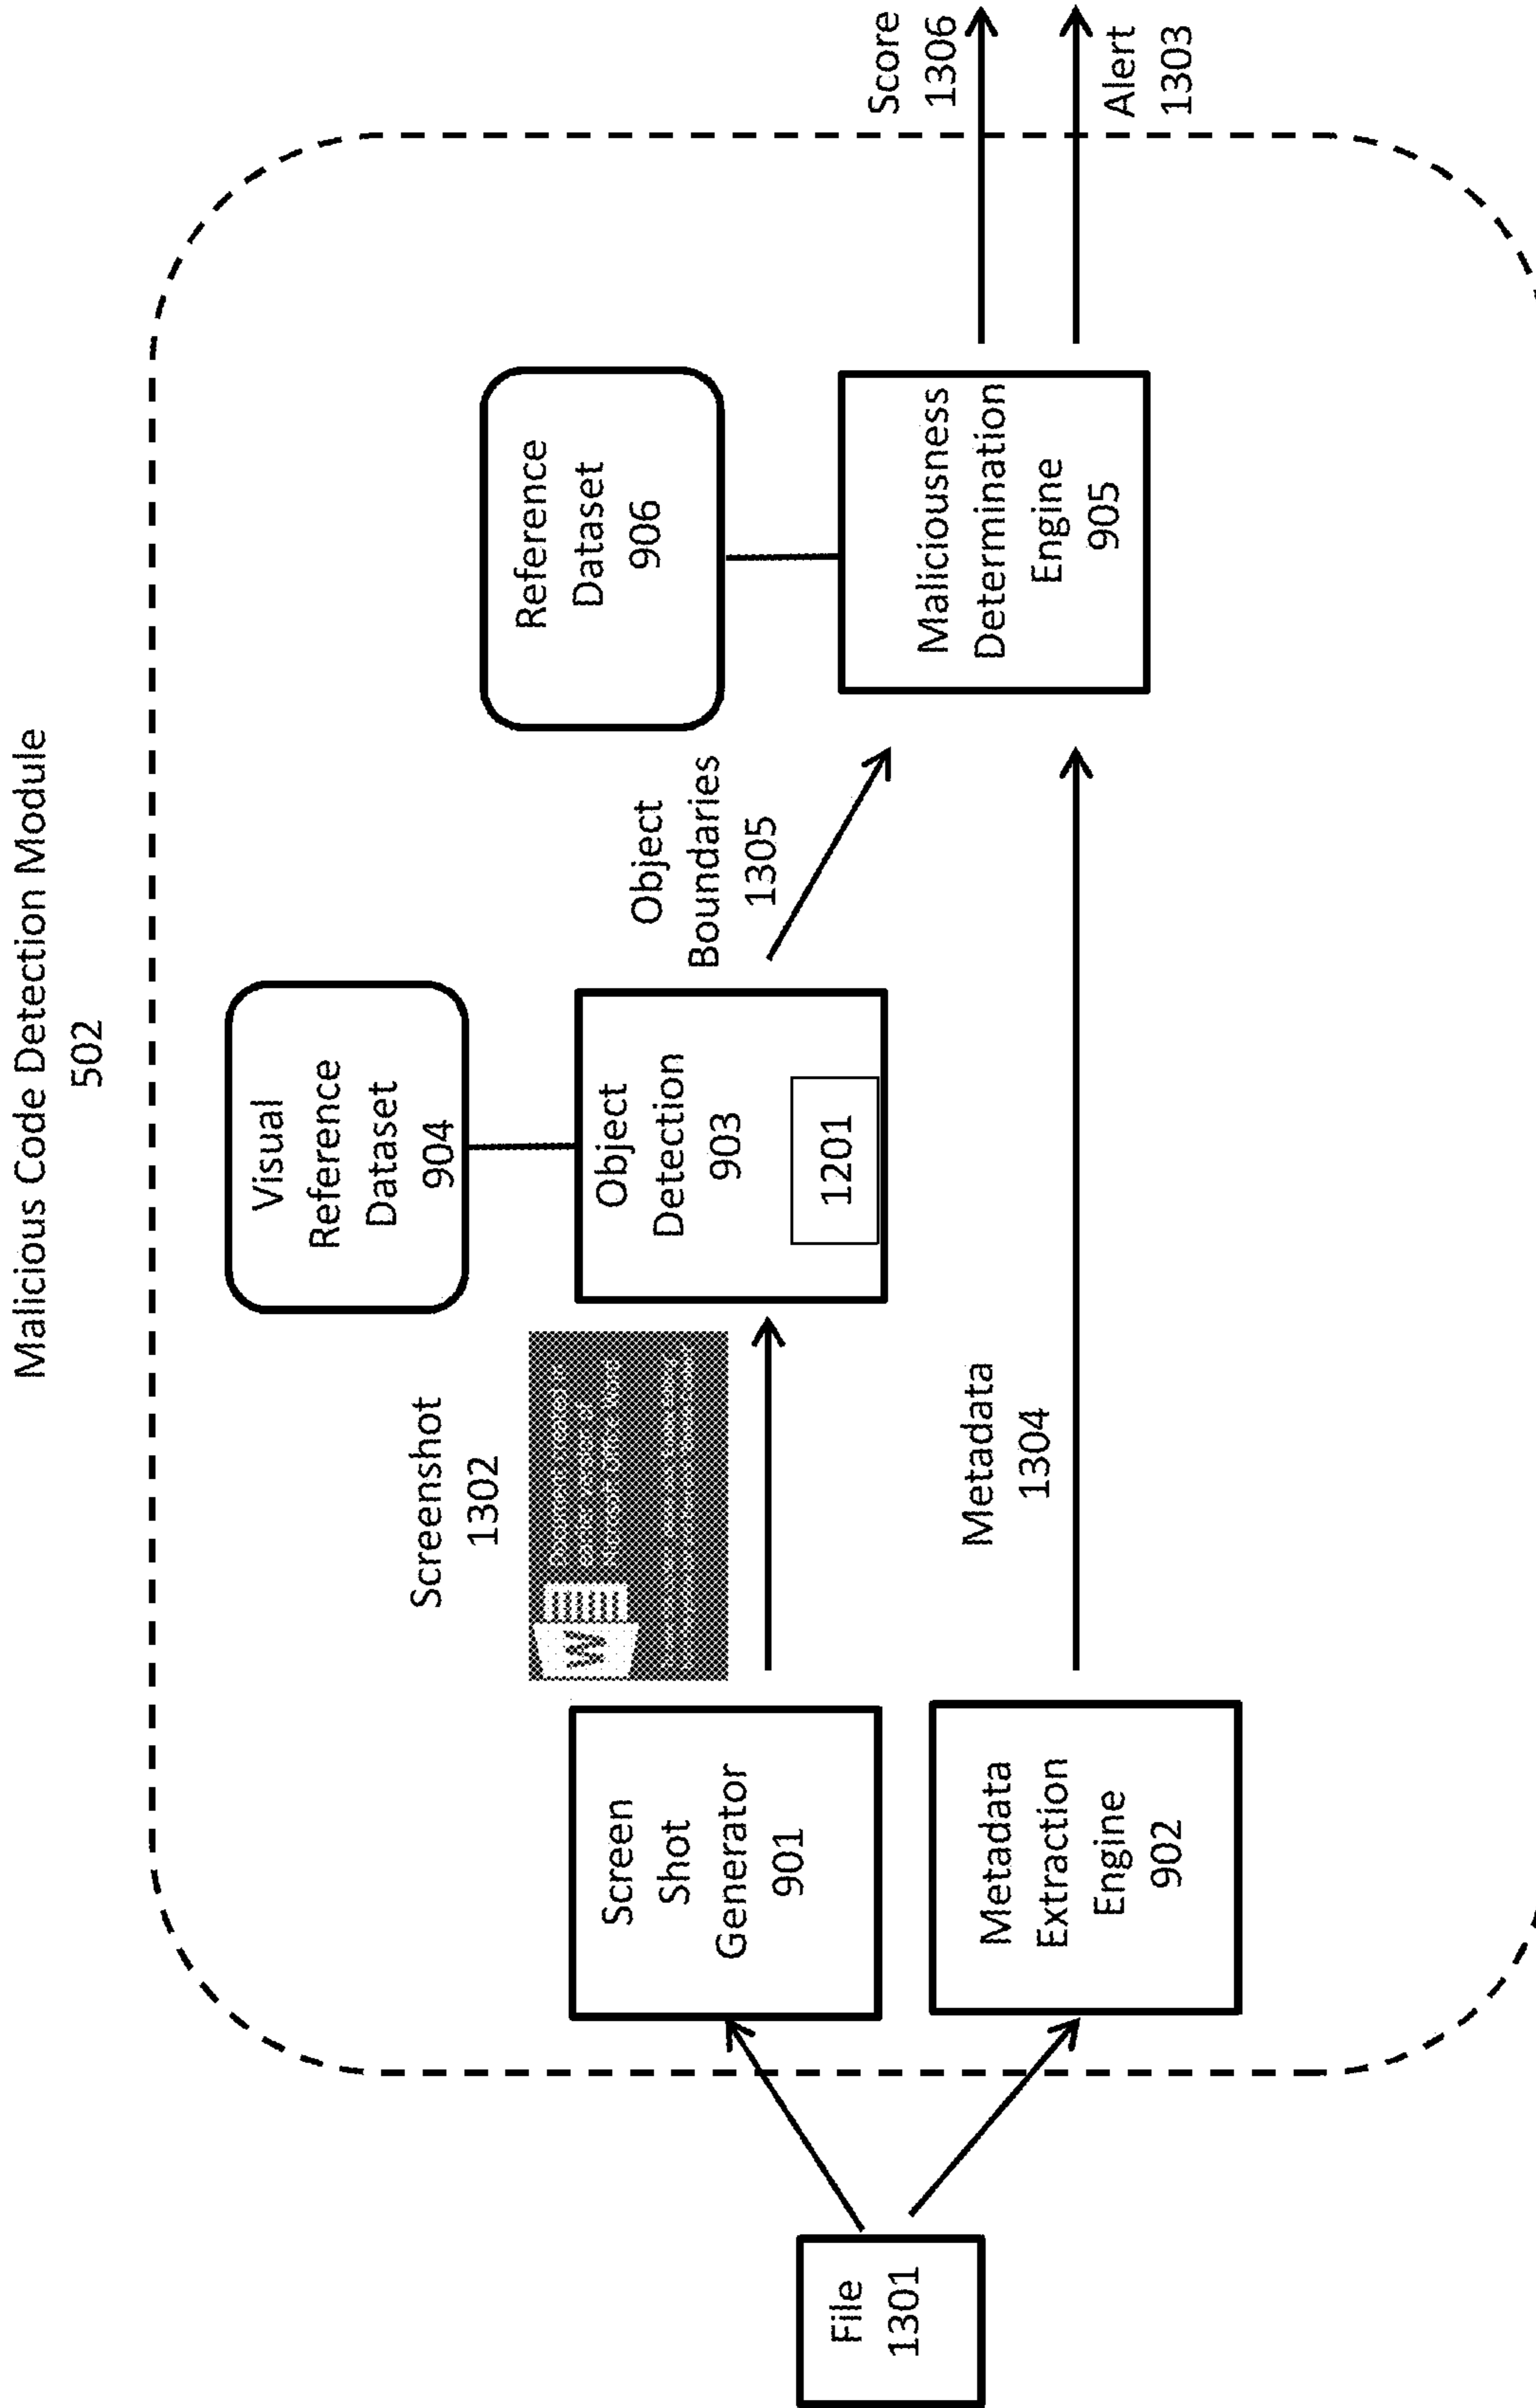 Malicious Code Detection Module
502
File
1301
Screen
Shot
Generator
901
Metadata
Extraction
Engine
902
Screenshot
1302
W
Metadata
1304
Visual
Reference
Dataset
904
Object
Detection
903
1201
Object
Boundaries
1305
Reference
Dataset
906
Maliciousness
Determination
Engine
905
Score
1306
Alert
1303